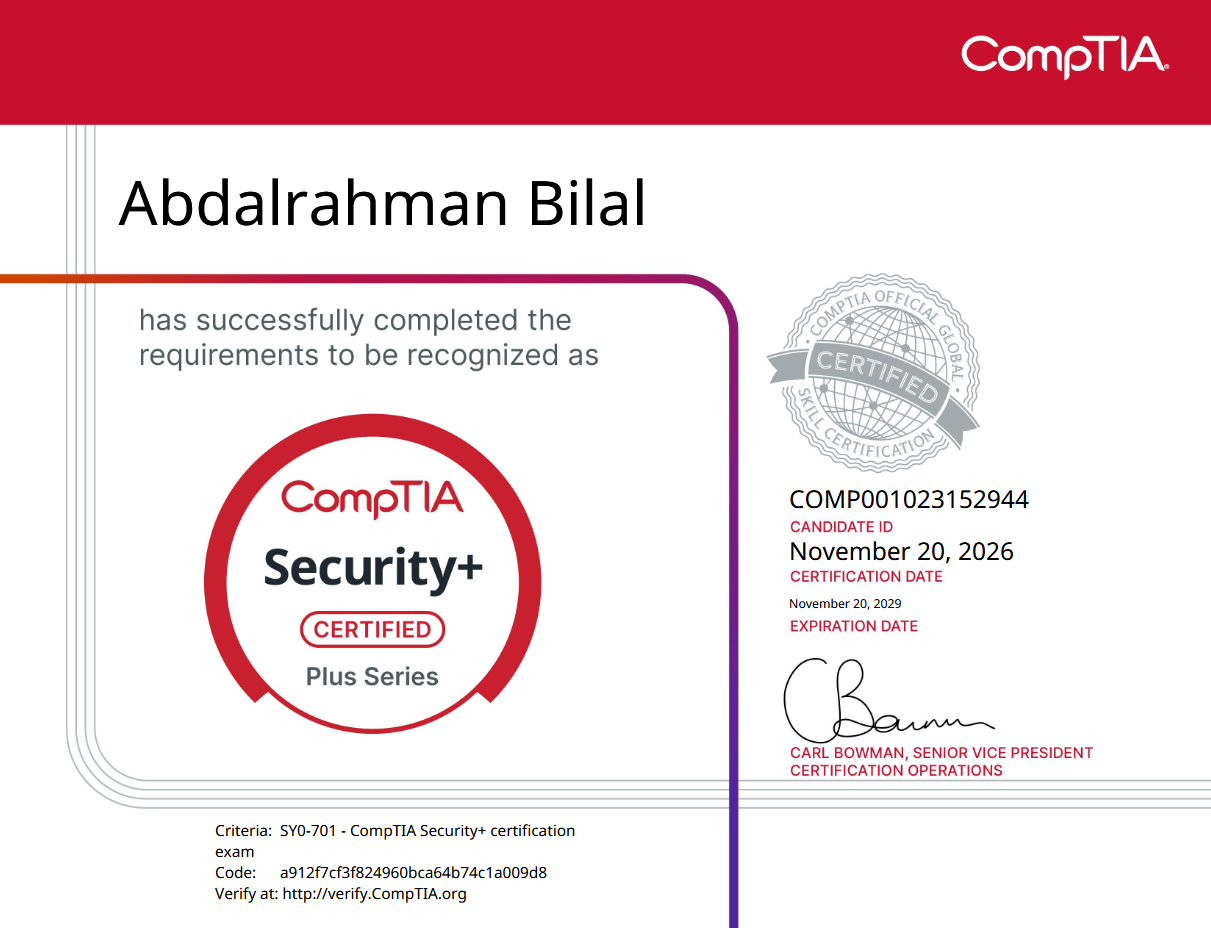 CompTIA®
Abdalrahman Bilal
has successfully completed the
requirements to be recognized as
COMPTIA OFFICIAL GLOBAL
CERTIFIED
SKILL CERTIFICATION
CompTIA
Security+
CERTIFIED
Plus Series
COMP001023152944
CANDIDATE ID
November 20, 2026
CERTIFICATION DATE
November 20, 2029
EXPIRATION DATE
CARL BOWMAN, SENIOR VICE PRESIDENT
CERTIFICATION OPERATIONS
Criteria: SY0-701 - CompTIA Security+ certification
exam
Code: a912f7cf3f824960bca64b74c1a009d8
Verify at: http://verify.CompTIA.org